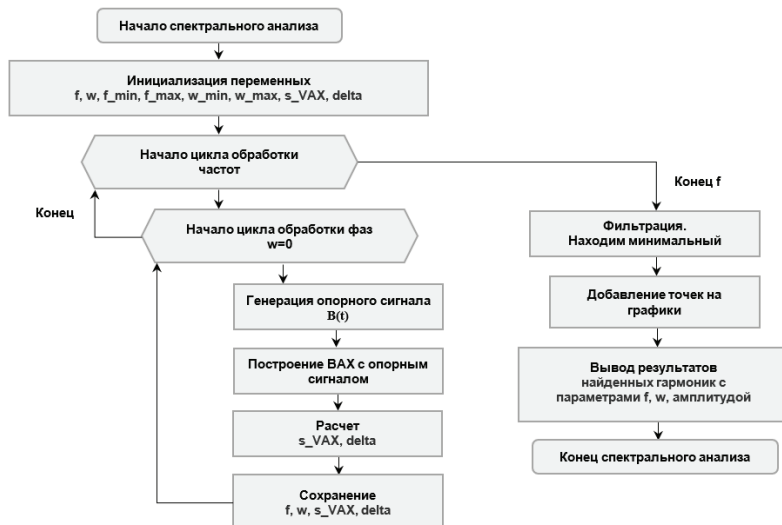 Начало спектрального анализа
Инициализация переменных
f, w, f_min, f_max, w_min, w_max, s_VAX, delta
Начало цикла обработки
частот
Конец f
Конец
Начало цикла обработки фаз
w=0
Генерация опорного сигнала
B(t)
Построение ВАХ с опорным
сигналом
Расчет
s_VAX, delta
Сохранение
f, w, s_VAX, delta
Фильтрация.
Находим минимальный
Добавление точек на
графики
Вывод результатов
найденных гармоник с
параметрами f, w, амплитудой
Конец спектрального анализа